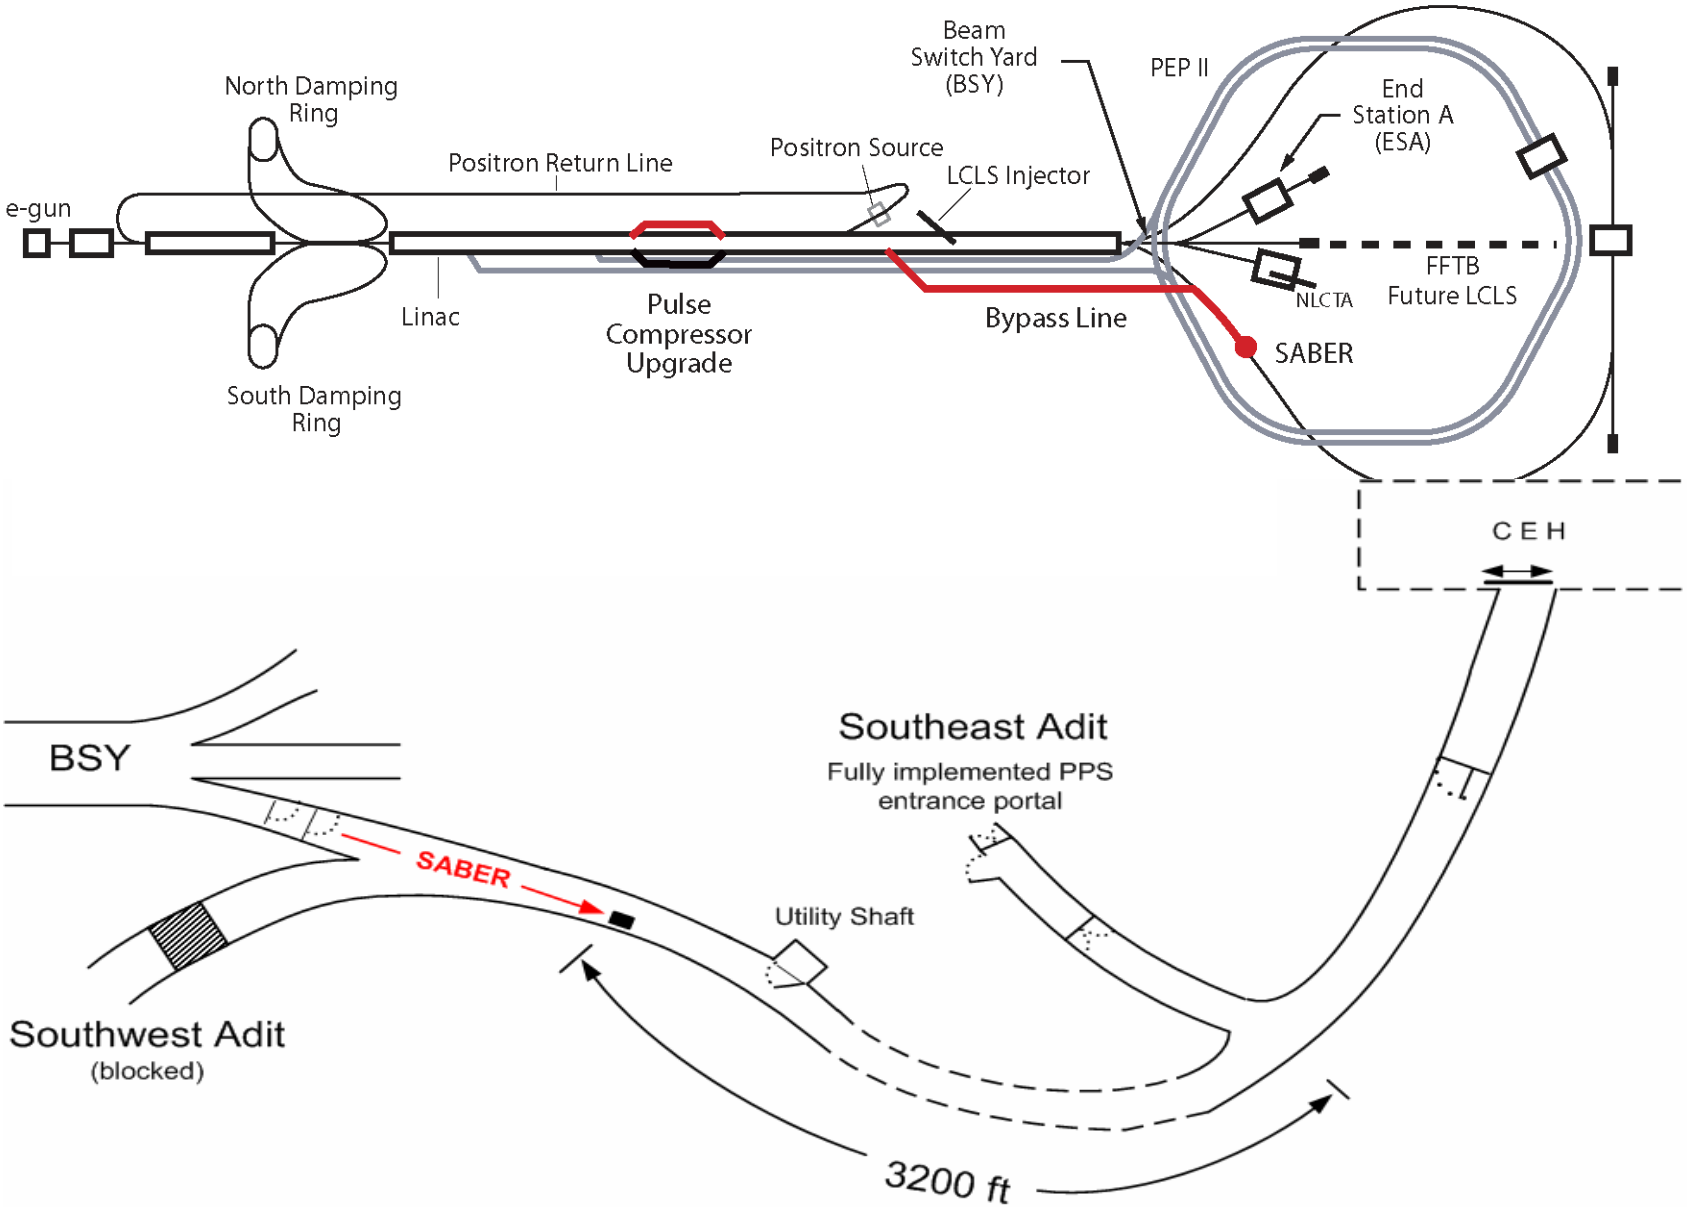 Beam
Switch Yard
(BSY)
PEP II
North Damping
Ring
End
Station A
(ESA)
Positron Return Line
Positron Source
LCLS Injector
e-gun
Linac
Pulse
Compressor
Upgrade
Bypass Line
NLCTA
FFTB
Future LCLS
SABER
South Damping
Ring
C E H
BSY
Southeast Adit
Fully implemented PPS
entrance portal
SABER
Utility Shaft
Southwest Adit
(blocked)
3200 ft